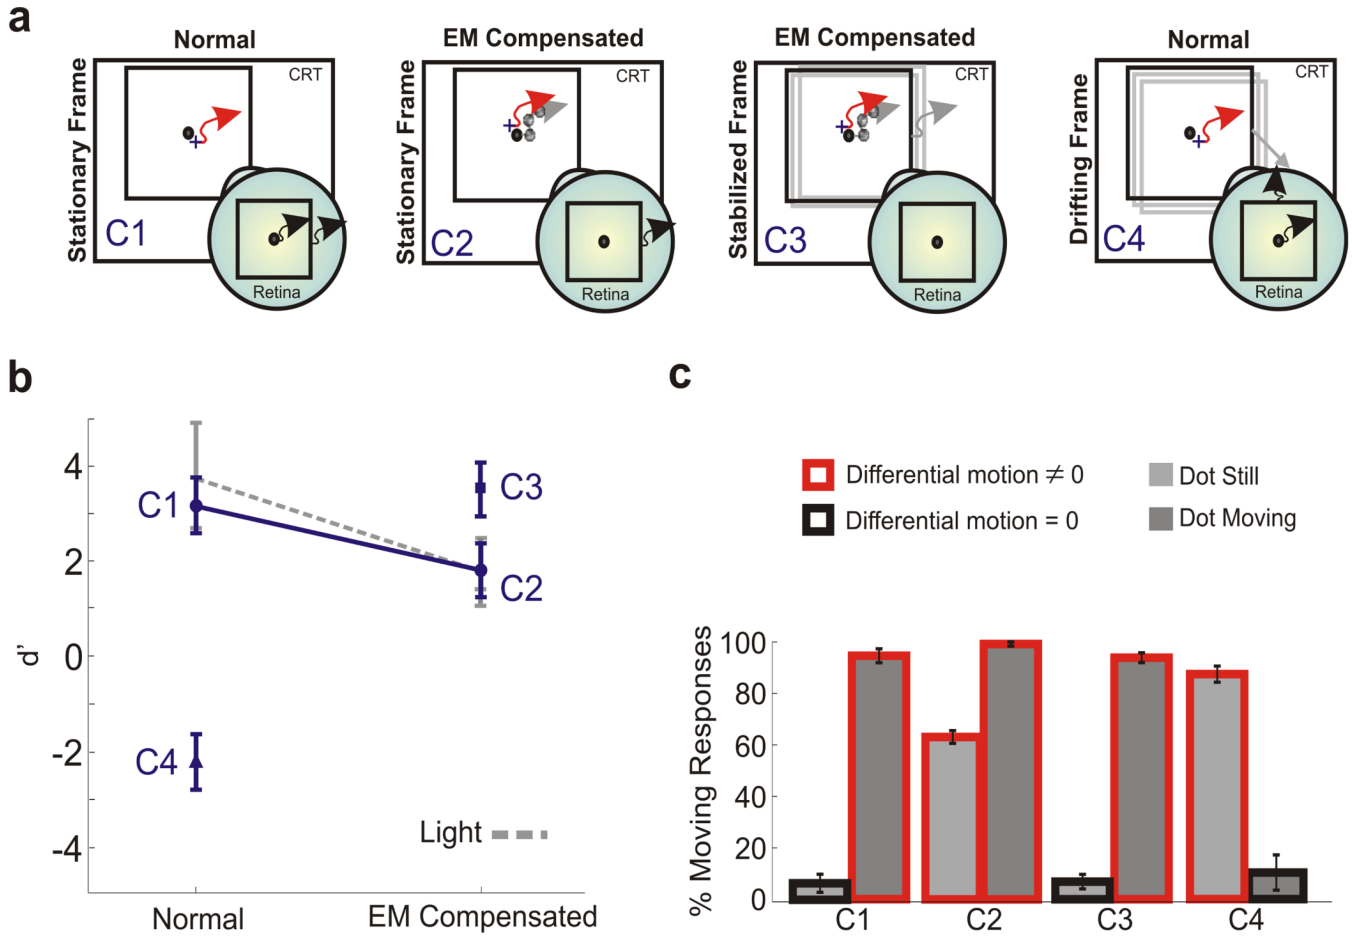 a
Normal
Stationary Frame
CRT
C1
Retina
EM Compensated
Stationary Frame
C2
Retina
EM Compensated
Stabilized Frame
CRT
C3
Retina
Normal
Drifting Frame
CRT
C4
Retina
b
d'
4
2
0
-2
-4
C1
C2
C3
C4
Light
Normal
EM Compensated
c
Differential motion ≠ 0
Differential motion = 0
Dot Still
Dot Moving
% Moving Responses
100
80
60
40
20
0
C1
C2
C3
C4
CRT